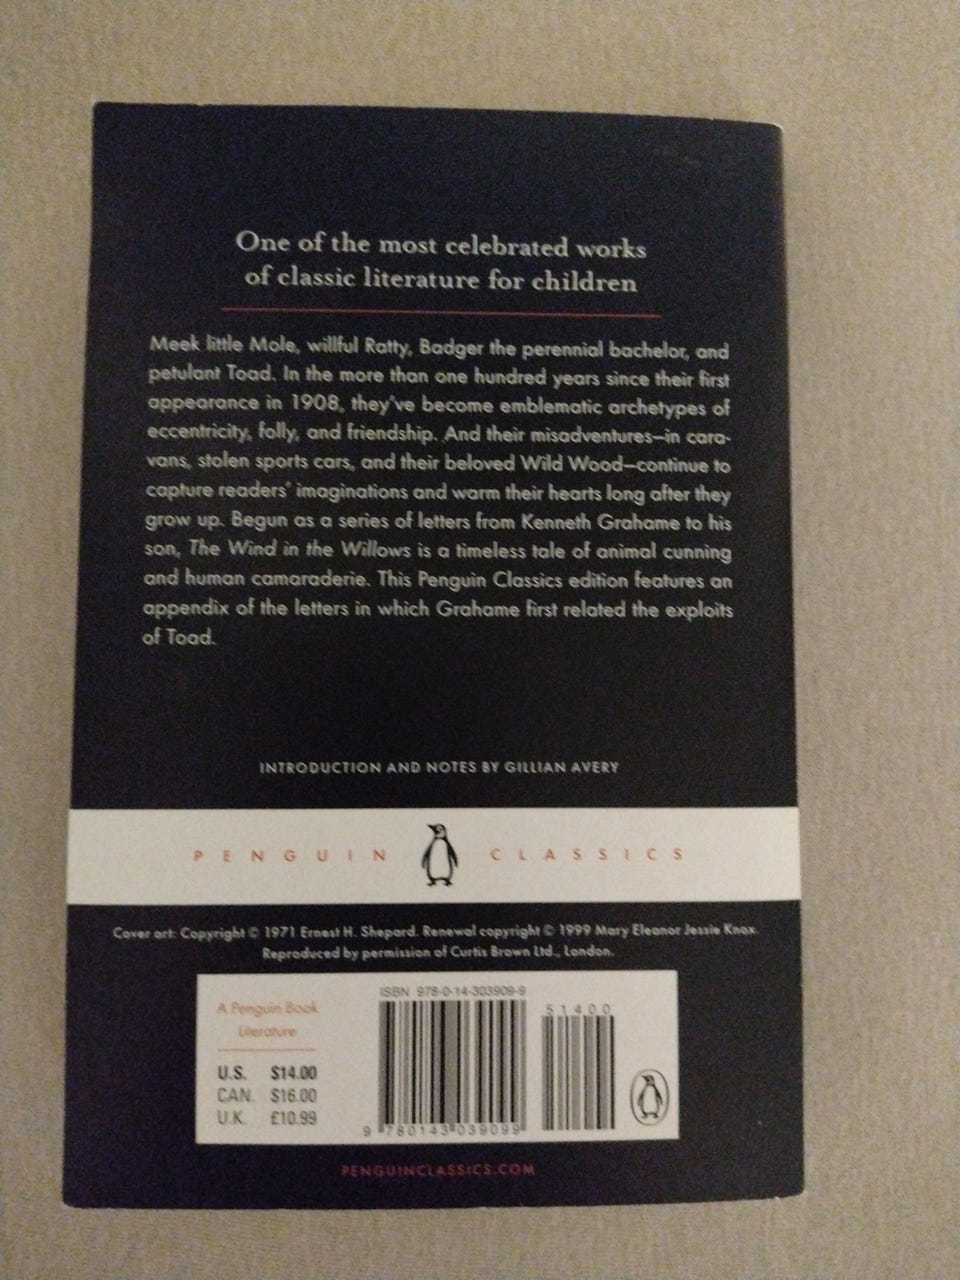 One of the most celebrated works
of classic literature for children
Meek little Mole, willful Ratty, Badger the perennial bachelor, and
petulant Toad. In the more than one hundred years since their first
appearance in 1908, they've become emblematic archetypes of
eccentricity, folly, and friendship. And their misadventures—in cara-
vans, stolen sports cars, and their beloved Wild Wood—continue to
capture readers' imaginations and warm their hearts long after they
grow up. Begun as a series of letters from Kenneth Grahame to his
son, The Wind in the Willows is a timeless tale of animal cunning
and human camaraderie. This Penguin Classics edition features an
appendix of the letters in which Grahame first related the exploits
of Toad.
INTRODUCTION AND NOTES BY GILLIAN AVERY
PENGUIN CLASSICS
Cover art: Copyright © 1971 Ernest H. Shepard. Renewal copyright © 1999 Mary Eleanor Jessie Knox.
Reproduced by permission of Curtis Brown Ltd., London.
A Penguin Book
Literature
U.S. $14.00
CAN. $16.00
U.K. £10.99
ISBN 978-0-14-303909-9
51400
9 780143 039099
PENGUINCLASSICS.COM